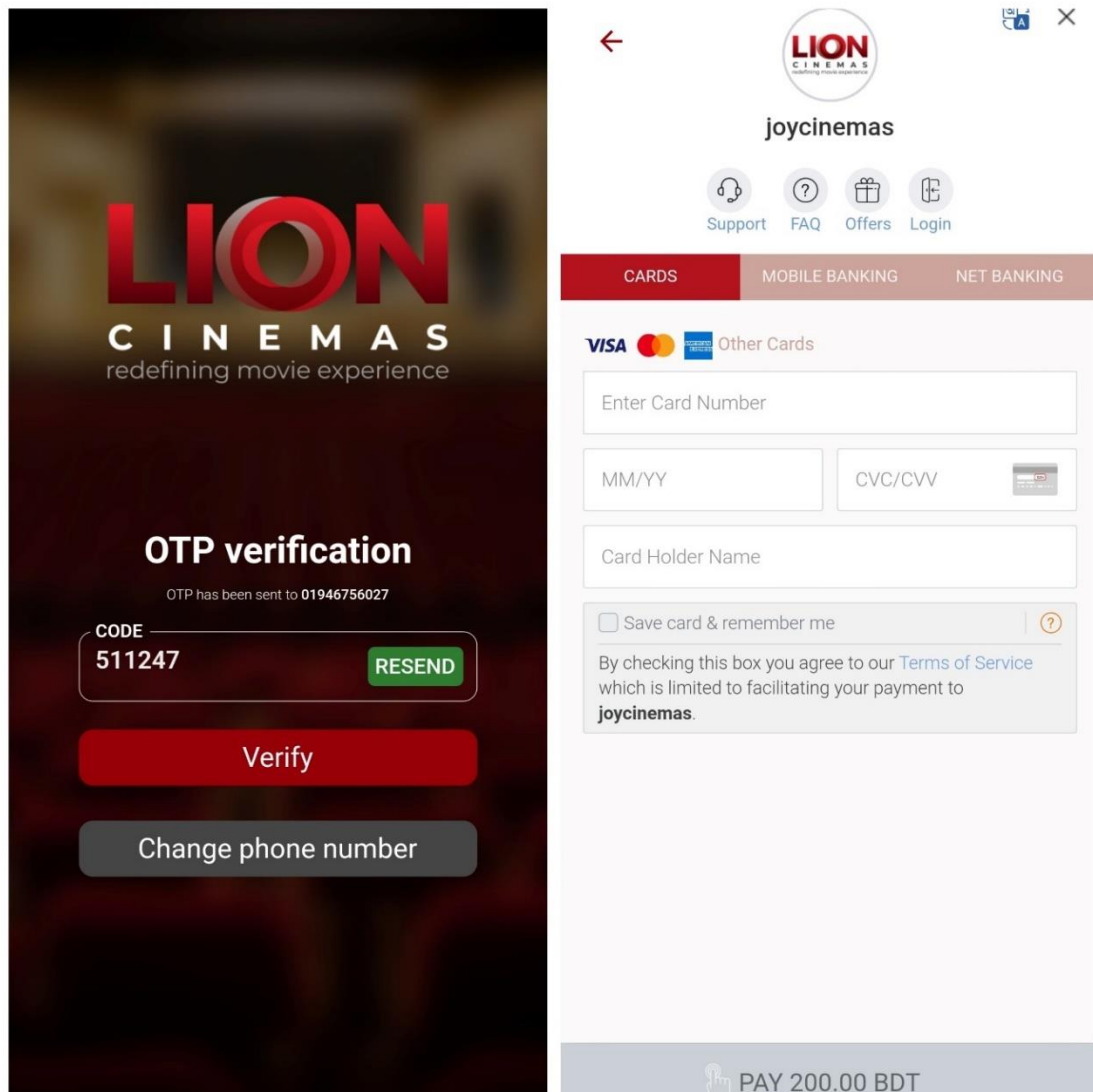 LION
CINEMAS
redefining movie experience
OTP verification
OTP has been sent to 01946756027
CODE
511247
RESEND
Verify
Change phone number
A
LION
CINEMAS
redefining movie experience
joycinemas
Support FAQ Offers Login
CARDS MOBILE BANKING NET BANKING
VISA Other Cards
Enter Card Number
MM/YY CVC/CVV
Card Holder Name
Save card & remember me ?
By checking this box you agree to our Terms of Service
which is limited to facilitating your payment to
joycinemas.
PAY 200.00 BDT